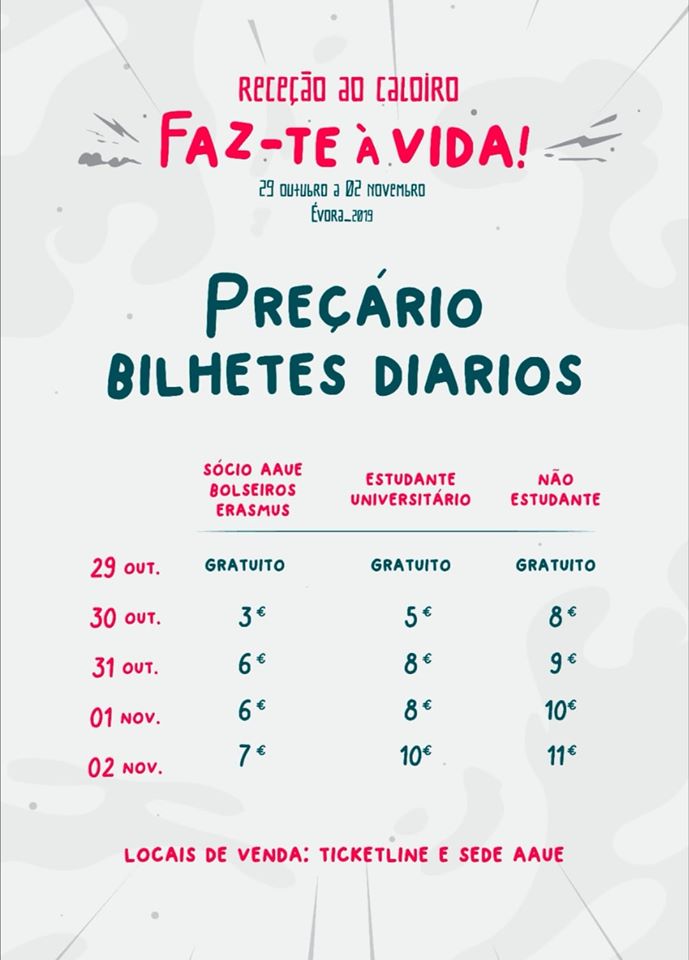 Receção ao Caloiro
Faz-te à vida!
29 outubro a 02 novembro
Évora_2019
Preçário
bilhetes diarios
sócio aaue bolseiros erasmus
estudante universitário
não estudante
29 out. gratuito gratuito gratuito
30 out. 3€ 5€ 8€
31 out. 6€ 8€ 9€
01 nov. 6€ 8€ 10€
02 nov. 7€ 10€ 11€
locais de venda: ticketline e sede aaue